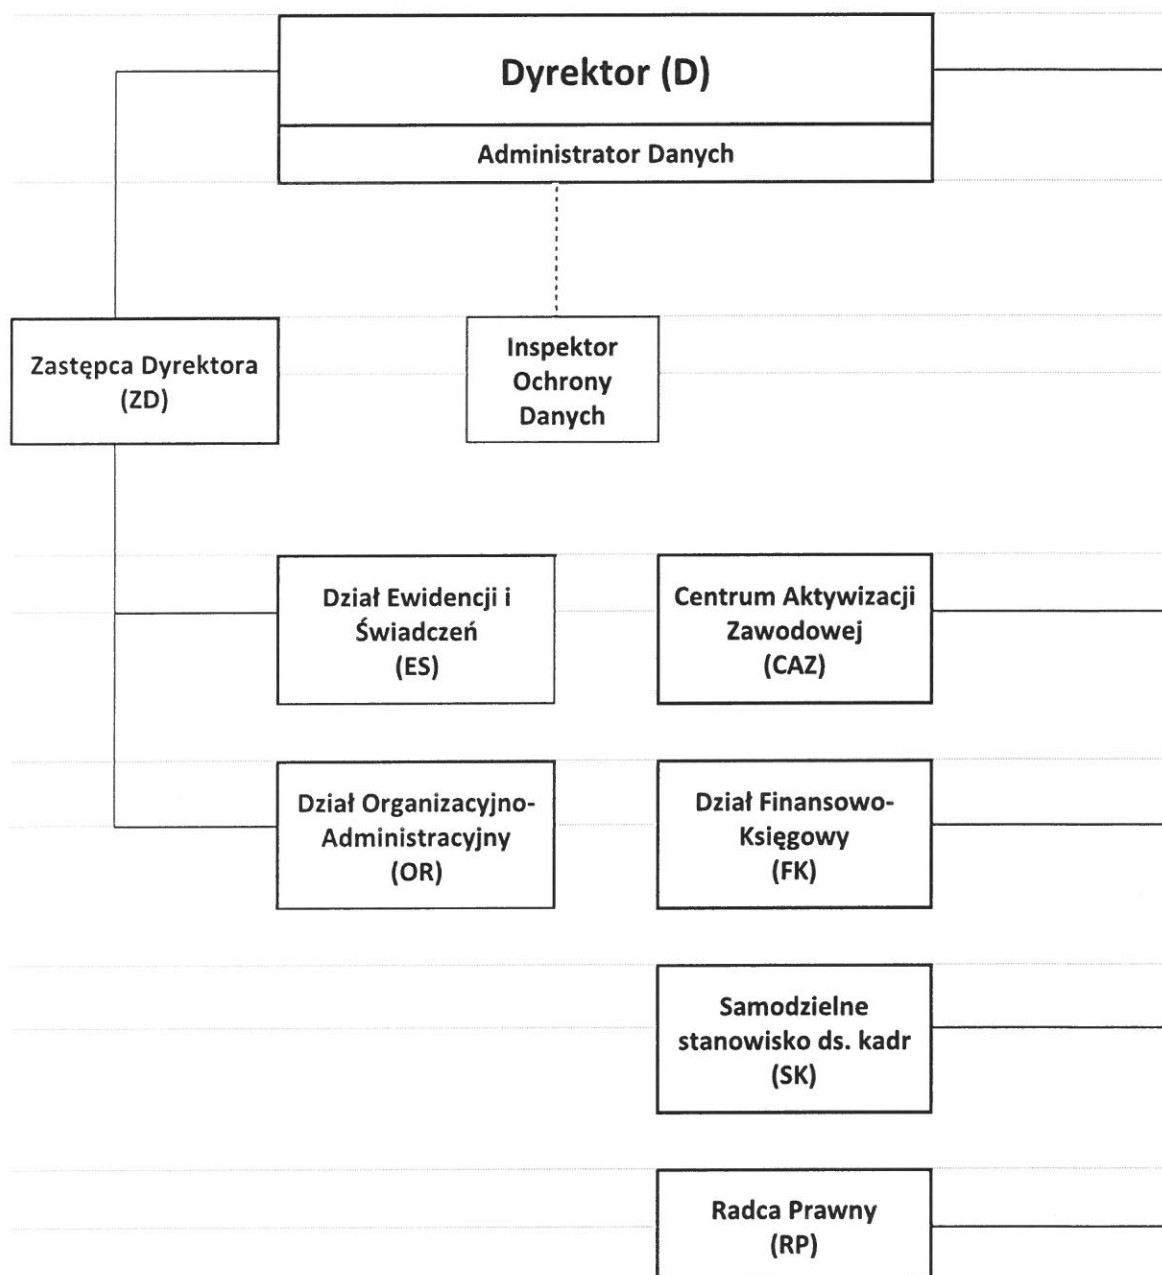 Dyrektor (D)
Administrator Danych
Zastępca Dyrektora
(ZD)
Inspektor
Ochrony
Danych
Dział Ewidencji i
Świadczeń
(ES)
Centrum Aktywizacji
Zawodowej
(CAZ)
Dział Organizacyjno-
Administracyjny
(OR)
Dział Finansowo-
Księgowy
(FK)
Samodzielne
stanowisko ds. kadr
(SK)
Radca Prawny
(RP)